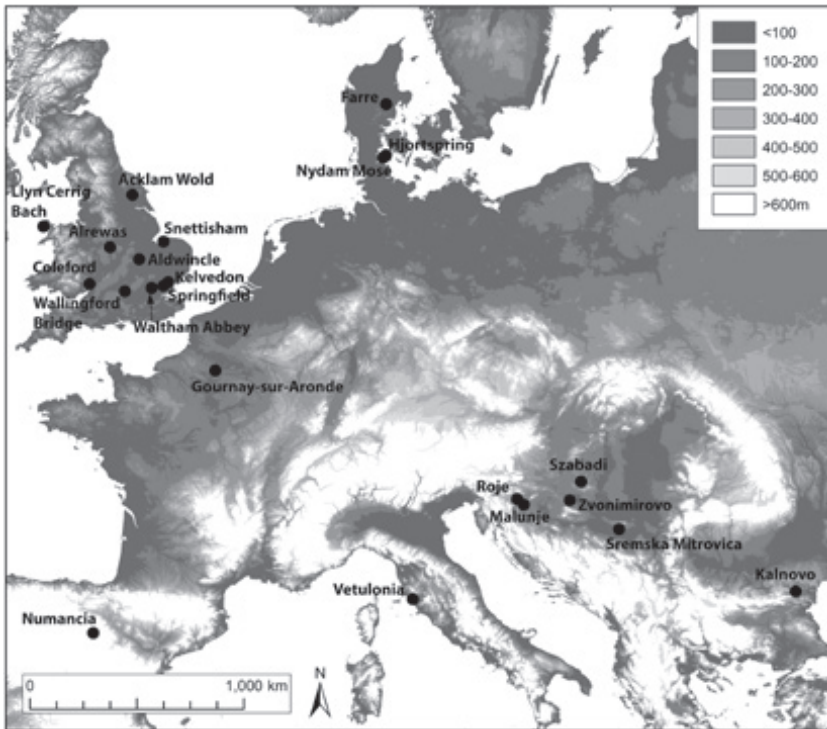 <100
100-200
200-300
300-400
400-500
500-600
>600m
Farre
Hjortspring
Nydam Mose
Acklam Wold
Llyn Cerrig
Bach
Snettisham
Alrewas
Aldwincle
Coleford
Kelvedon
Springfield
Wallingford
Bridge
Waltham Abbey
Gournay-sur-Aronde
Szabadi
Roje
Zvonimirovo
Malunje
Sremska Mitrovica
Kalnovo
Vetulonia
Numancia
N
0
1,000 km